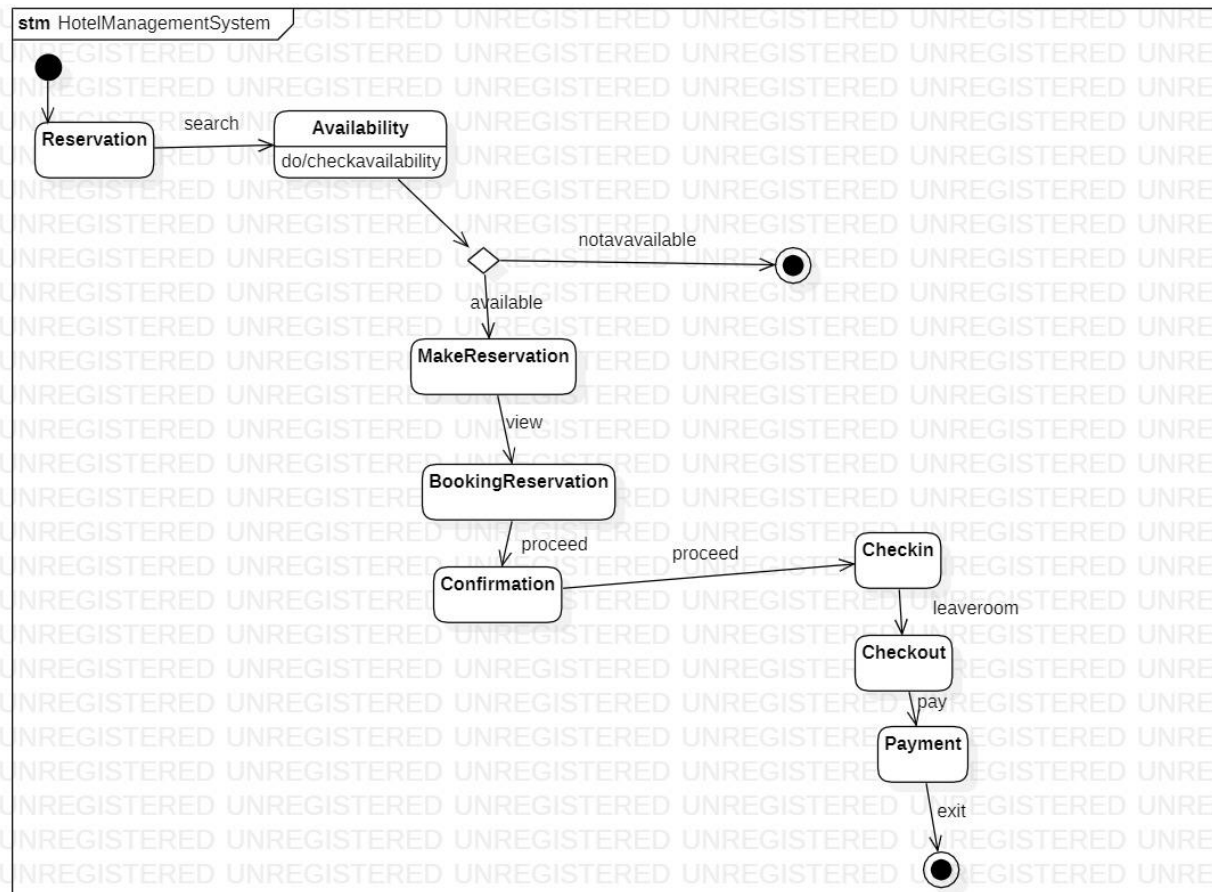 stm HotelManagementSystem
Reservation
search
Availability
do/checkavailability
notavavailable
available
MakeReservation
view
BookingReservation
proceed
Confirmation
proceed
Checkin
leaveroom
Checkout
pay
Payment
exit